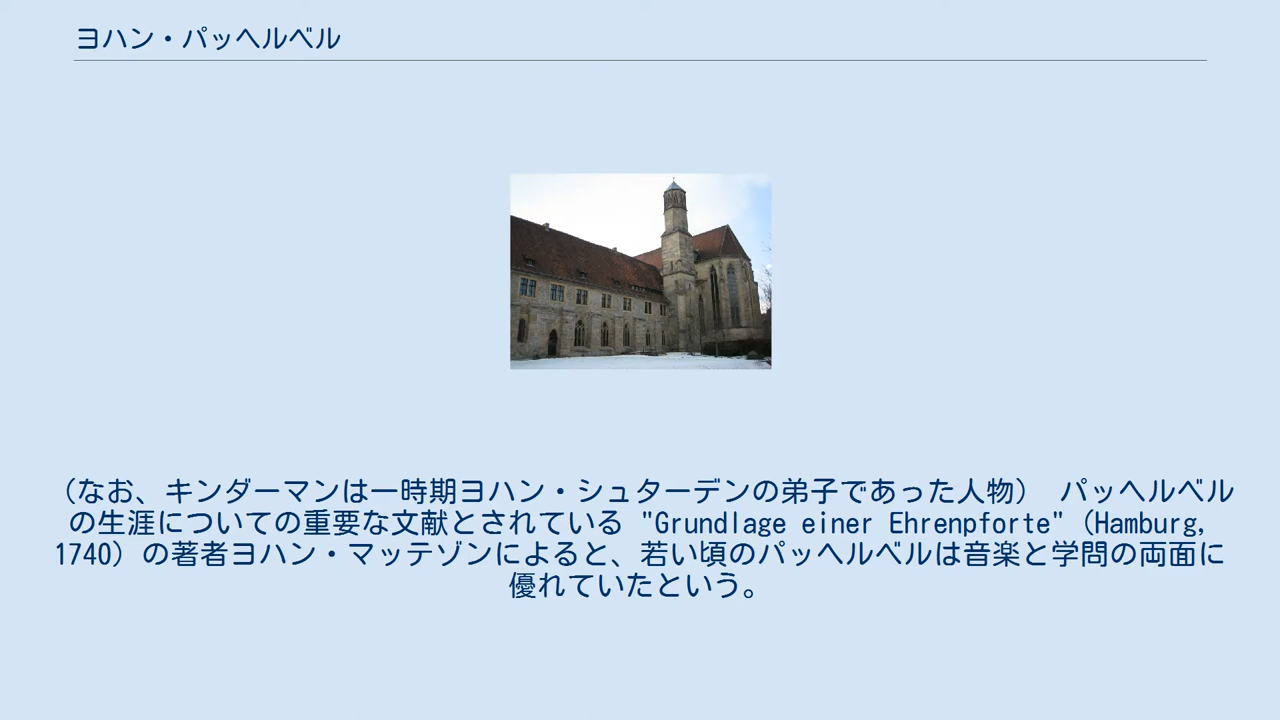 ヨハン・パッヘルベル
（なお、キンダーマンは一時期ヨハン・シュターデンの弟子であった人物） パッヘルベル
の生涯についての重要な文献とされている "Grundlage einer Ehrenpforte"（Hamburg,
1740）の著者ヨハン・マッテゾンによると、若い頃のパッヘルベルは音楽と学問の両面に
優れていたという。